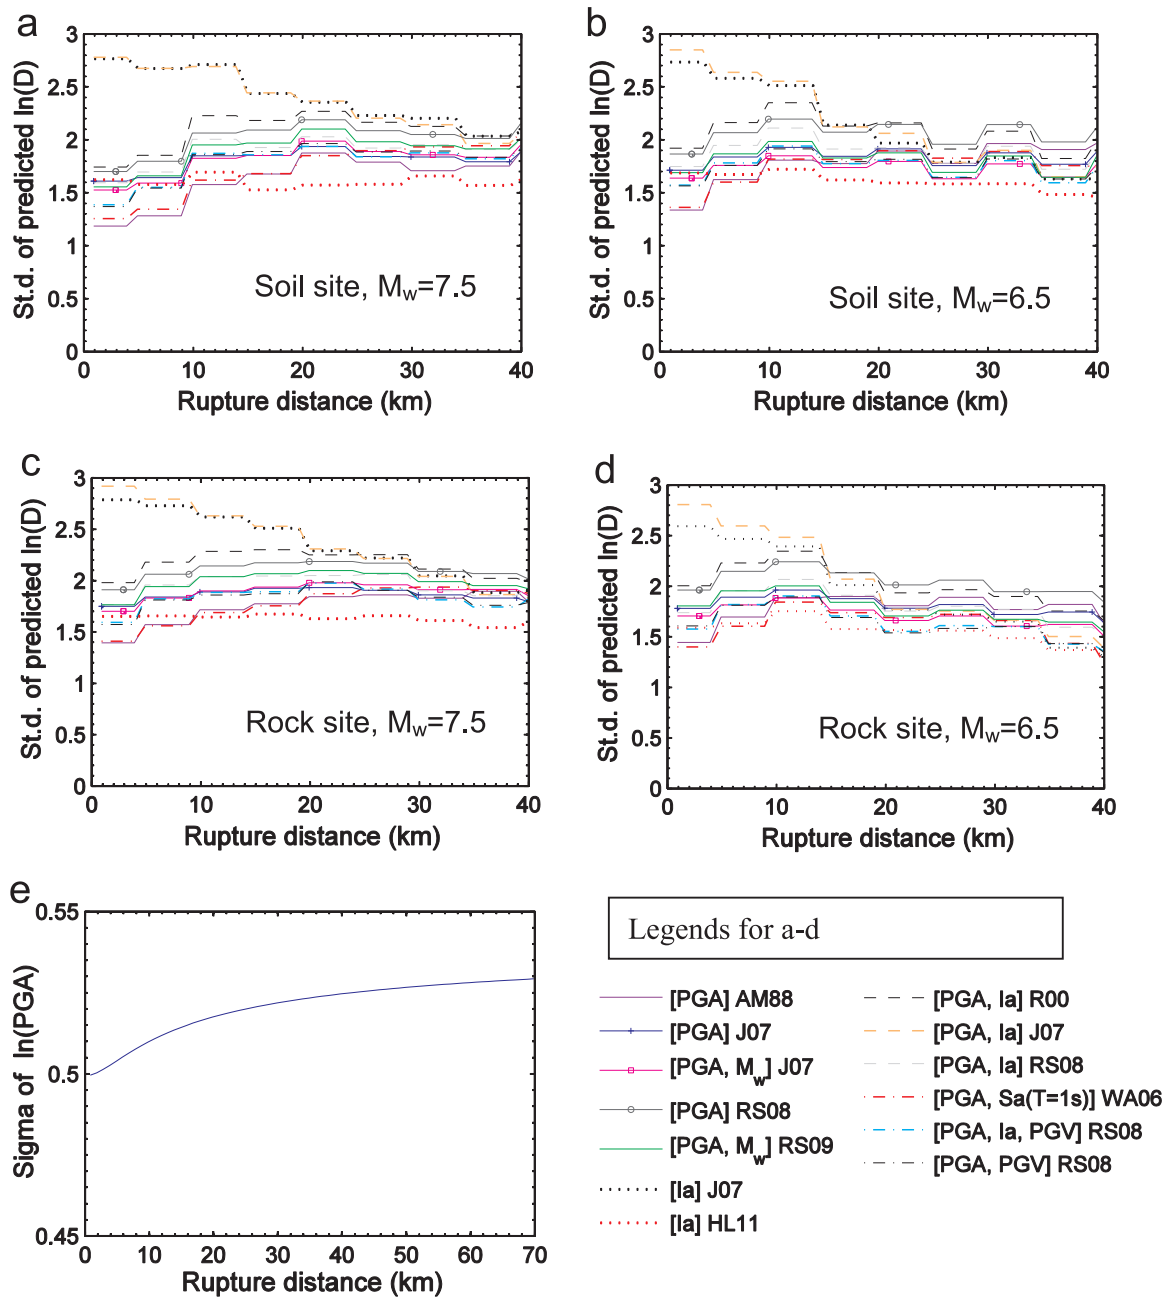 a
3
2.5
2
1.5
1
0.5
0
St.d. of predicted ln(D)
Soil site, Mw=7.5
0 10 20 30 40
Rupture distance (km)
b
3
2.5
2
1.5
1
0.5
0
St.d. of predicted ln(D)
Soil site, Mw=6.5
0 10 20 30 40
Rupture distance (km)
c
3
2.5
2
1.5
1
0.5
0
St.d. of predicted ln(D)
Rock site, Mw=7.5
0 10 20 30 40
Rupture distance (km)
d
3
2.5
2
1.5
1
0.5
0
St.d. of predicted ln(D)
Rock site, Mw=6.5
0 10 20 30 40
Rupture distance (km)
e
0.55
0.5
0.45
Sigma of ln(PGA)
0 10 20 30 40 50 60 70
Rupture distance (km)
Legends for a-d
[PGA] AM88
[PGA] J07
[PGA, Mw] J07
[PGA] RS08
[PGA, Mw] RS09
[Ia] J07
[Ia] HL11
[PGA, Ia] R00
[PGA, Ia] J07
[PGA, Ia] RS08
[PGA, Sa(T=1s)] WA06
[PGA, Ia, PGV] RS08
[PGA, PGV] RS08